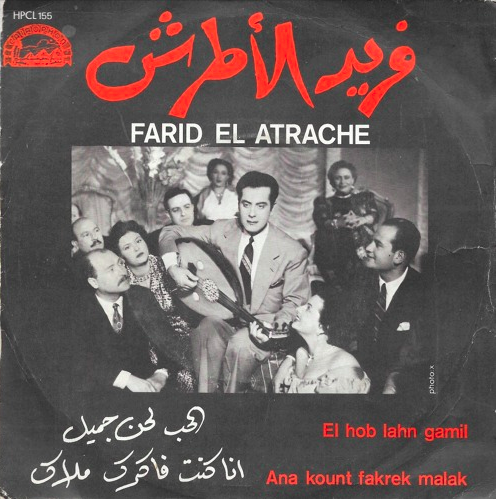 HPCL 155
فريد الأطرش
FARID EL ATRACHE
photo x
الحب لحن جميل
انا كنت فاكرك ملاك
El hob lahn gamil
Ana kount fakrek malak